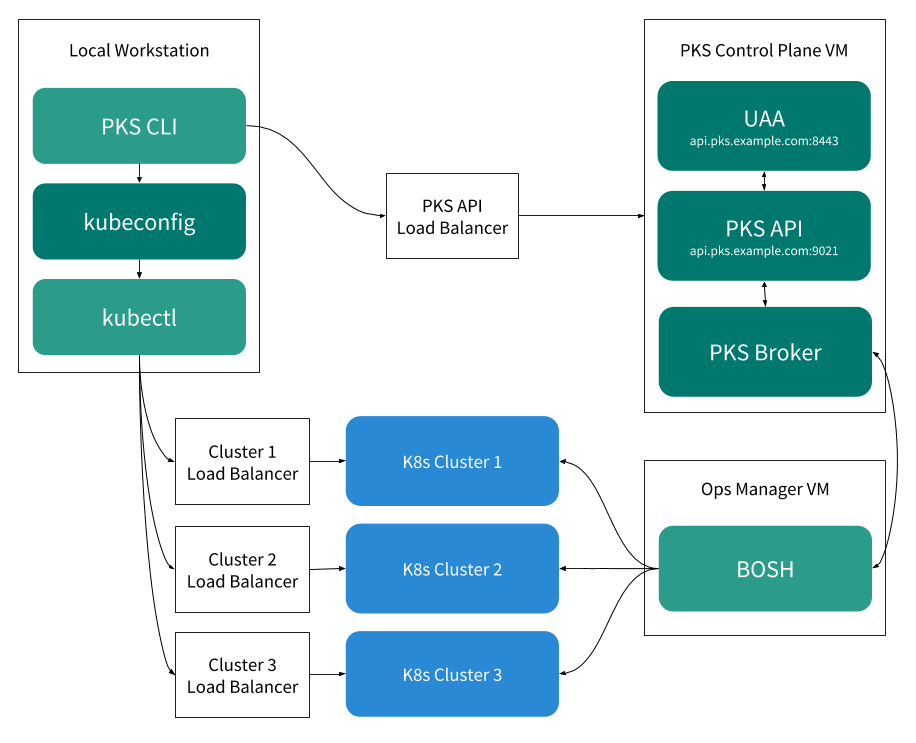 Local Workstation
PKS CLI
kubeconfig
kubectl
PKS API
Load Balancer
PKS Control Plane VM
UAA
api.pks.example.com:8443
PKS API
api.pks.example.com:9021
PKS Broker
Cluster 1
Load Balancer
K8s Cluster 1
Cluster 2
Load Balancer
K8s Cluster 2
Cluster 3
Load Balancer
K8s Cluster 3
Ops Manager VM
BOSH